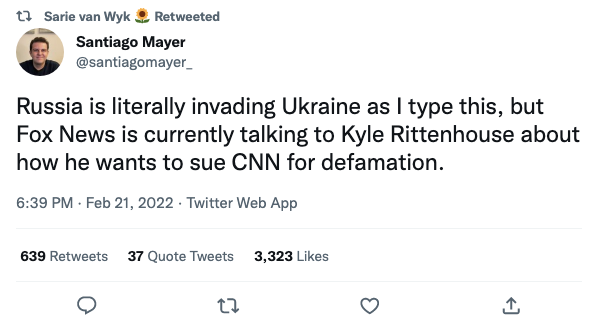 Sarie van Wyk 🌻 Retweeted
Santiago Mayer
@santiagomayer_
Russia is literally invading Ukraine as I type this, but
Fox News is currently talking to Kyle Rittenhouse about
how he wants to sue CNN for defamation.
6:39 PM · Feb 21, 2022 · Twitter Web App
639 Retweets 37 Quote Tweets 3,323 Likes